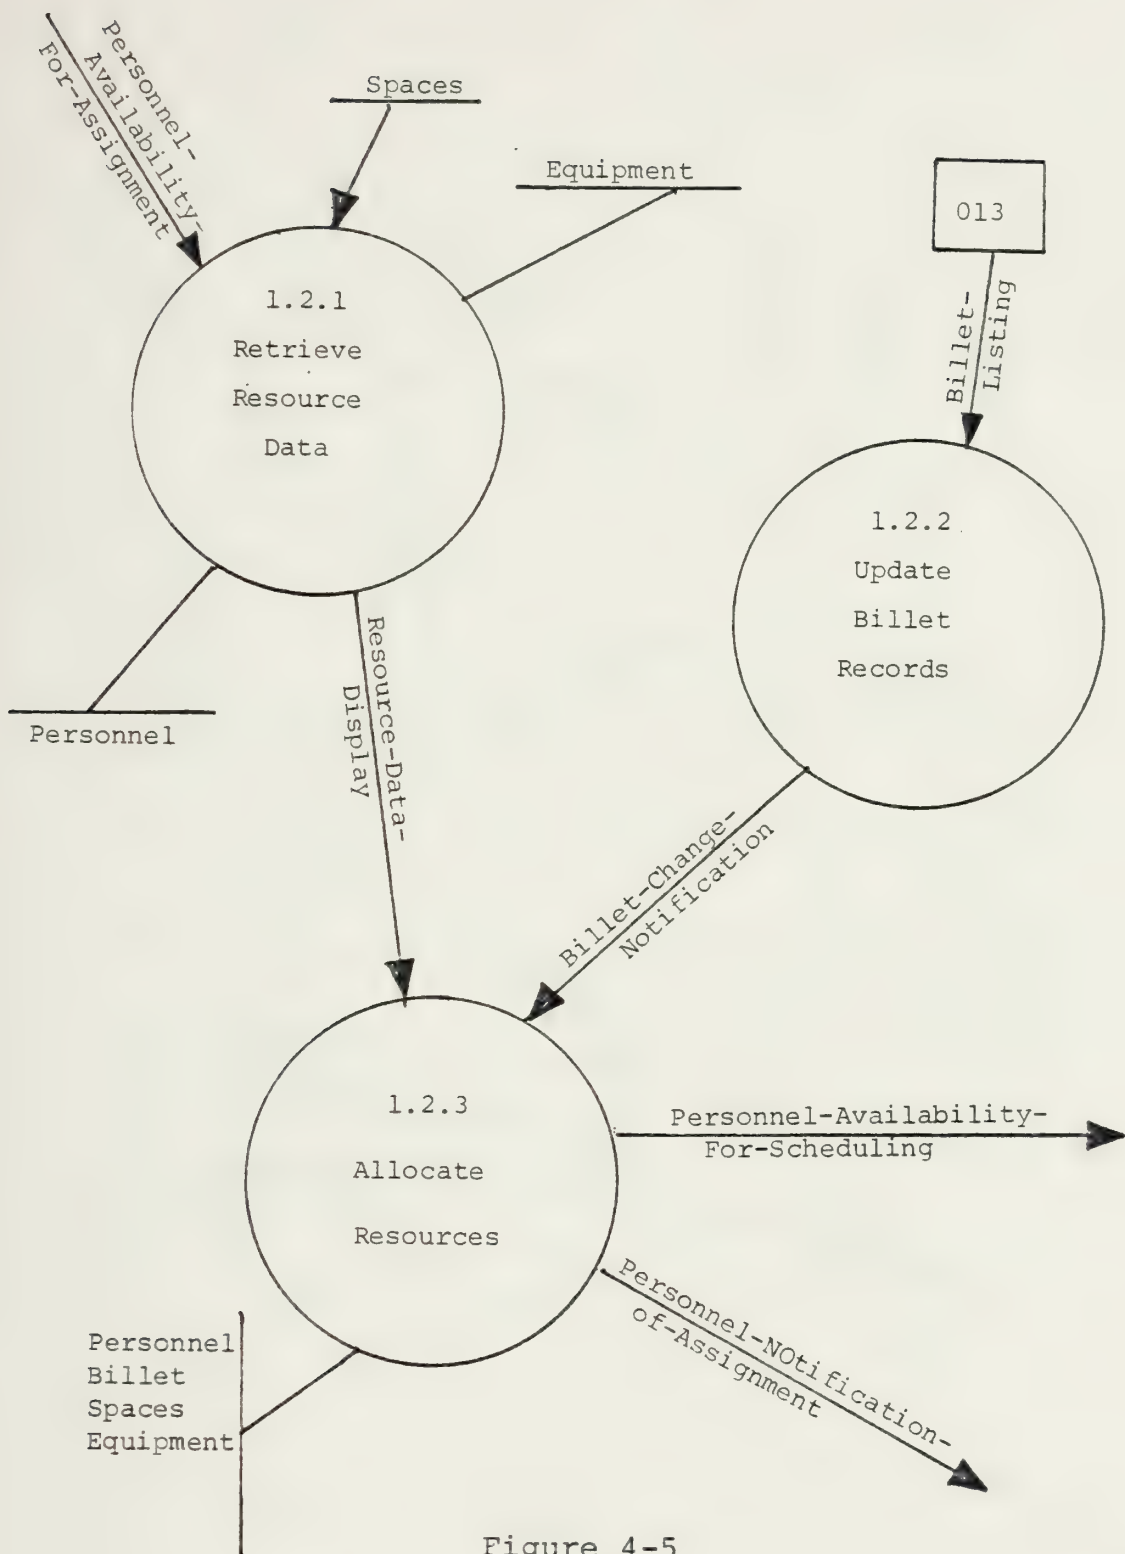 Personnel-
Availability-
For-Assignment
Spaces
Equipment
013
Billet-
Listing
1.2.1
Retrieve
Resource
Data
1.2.2
Update
Billet
Records
Personnel
Resource-Data-
Display
Billet-Change-
Notification
1.2.3
Allocate
Resources
Personnel-Availability-
For-Scheduling
Personnel-NOtification-
of-Assignment
Personnel
Billet
Spaces
Equipment
Figure 4-5